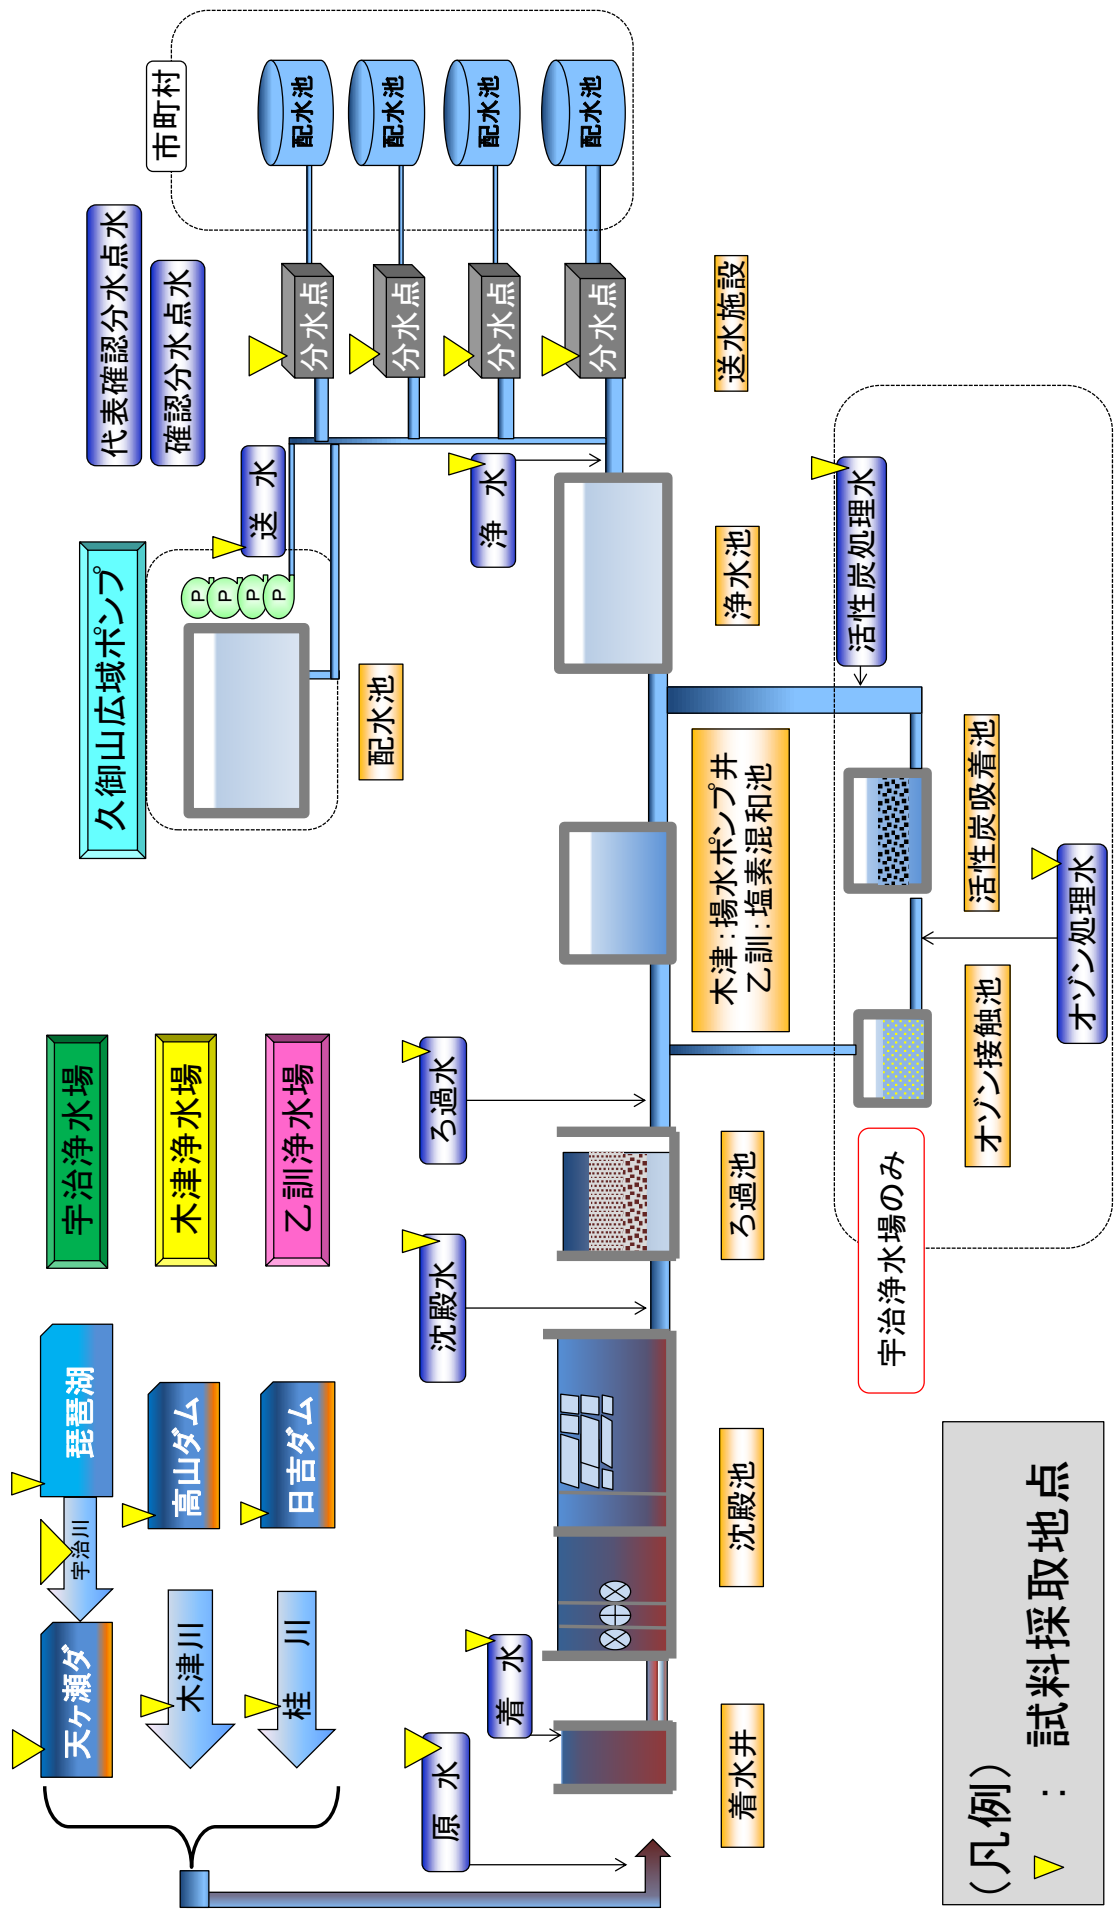 琵琶湖
宇治川
天ヶ瀬ダ
高山ダム
木津川
日吉ダム
桂　川
宇治浄水場
木津浄水場
乙訓浄水場
久御山広域ポンプ
代表確認分水点水
確認分水点水
市町村
配水池
配水池
配水池
配水池
分水点
分水点
分水点
分水点
送　水
P
P
P
P
配水池
浄　水
原　水
着　水
沈殿水
ろ過水
着水井
沈殿池
ろ過池
木津：揚水ポンプ井
乙訓：塩素混和池
浄水池
送水施設
活性炭処理水
宇治浄水場のみ
オゾン接触池
活性炭吸着池
オゾン処理水
（凡例）
：　試料採取地点